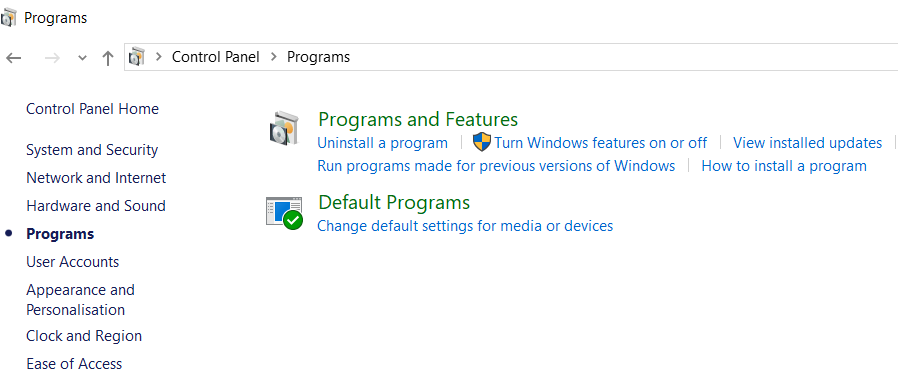 Programs
Control Panel > Programs
Control Panel Home
System and Security
Network and Internet
Hardware and Sound
Programs
User Accounts
Appearance and
Personalisation
Clock and Region
Ease of Access
Programs and Features
Uninstall a program | Turn Windows features on or off | View installed updates |
Run programs made for previous versions of Windows | How to install a program
Default Programs
Change default settings for media or devices